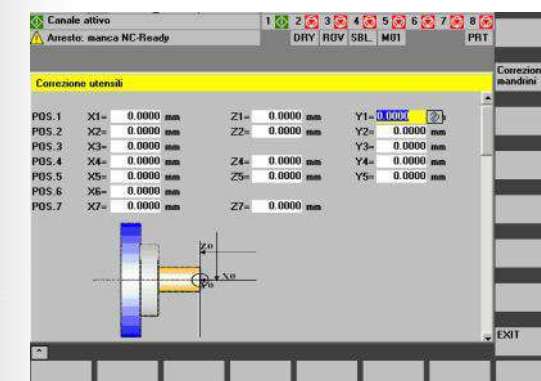 Canale attivo 1 2 3 4 5 6 7 8
Arresto: manca NC-Ready DRY ROV SBL M01 PRT
Correzion
mandrini
Correzione utensili
POS.1 X1= 0.0000 mm Z1= 0.0000 mm Y1= 0.0000
POS.2 X2= 0.0000 mm Z2= 0.0000 mm Y2= 0.0000 mm
POS.3 X3= 0.0000 mm Y3= 0.0000 mm
POS.4 X4= 0.0000 mm Z4= 0.0000 mm Y4= 0.0000 mm
POS.5 X5= 0.0000 mm Z5= 0.0000 mm Y5= 0.0000 mm
POS.6 X6= 0.0000 mm
POS.7 X7= 0.0000 mm Z7= 0.0000 mm
Z0
X0
Y0
EXIT